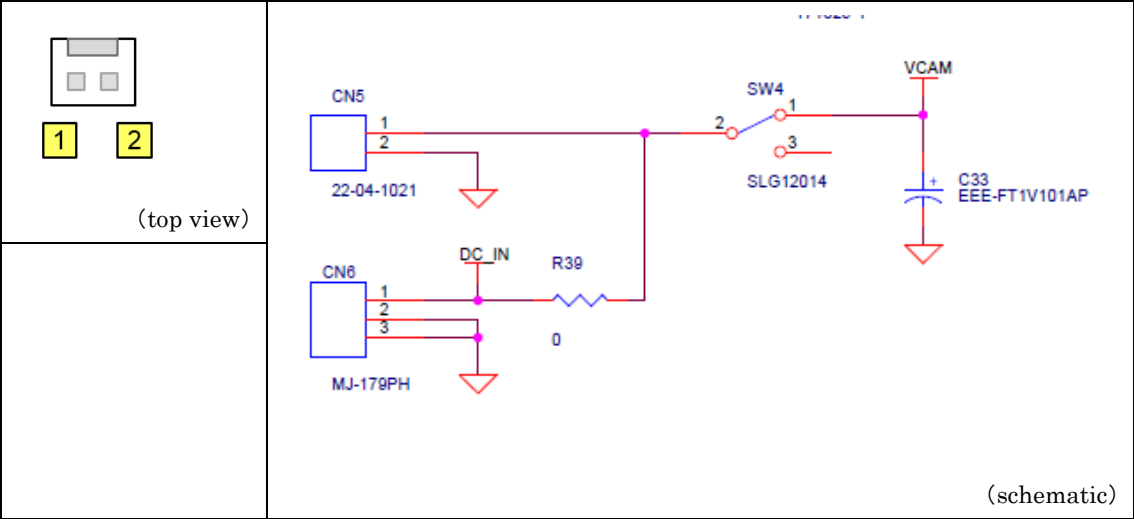 1 2
(top view)
VCAM
SW4
CN5
1
2
22-04-1021
2
1
3
SLG12014
C33
EEE-FT1V101AP
+
DC_IN
R39
0
CN6
1
2
3
MJ-179PH
(schematic)